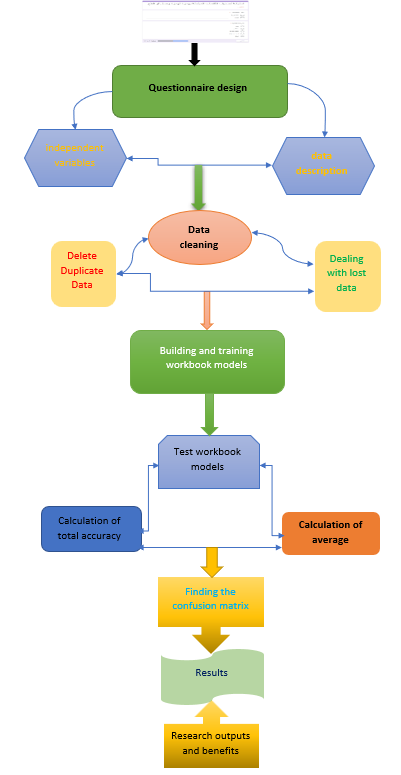 Questionnaire design
Independent
variables
data
description
Data
cleaning
Delete
Duplicate
Data
Dealing
with lost
data
Building and training
workbook models
Test workbook
models
Calculation of
total accuracy
Calculation of
average
Finding the
confusion matrix
Results
Research outputs
and benefits